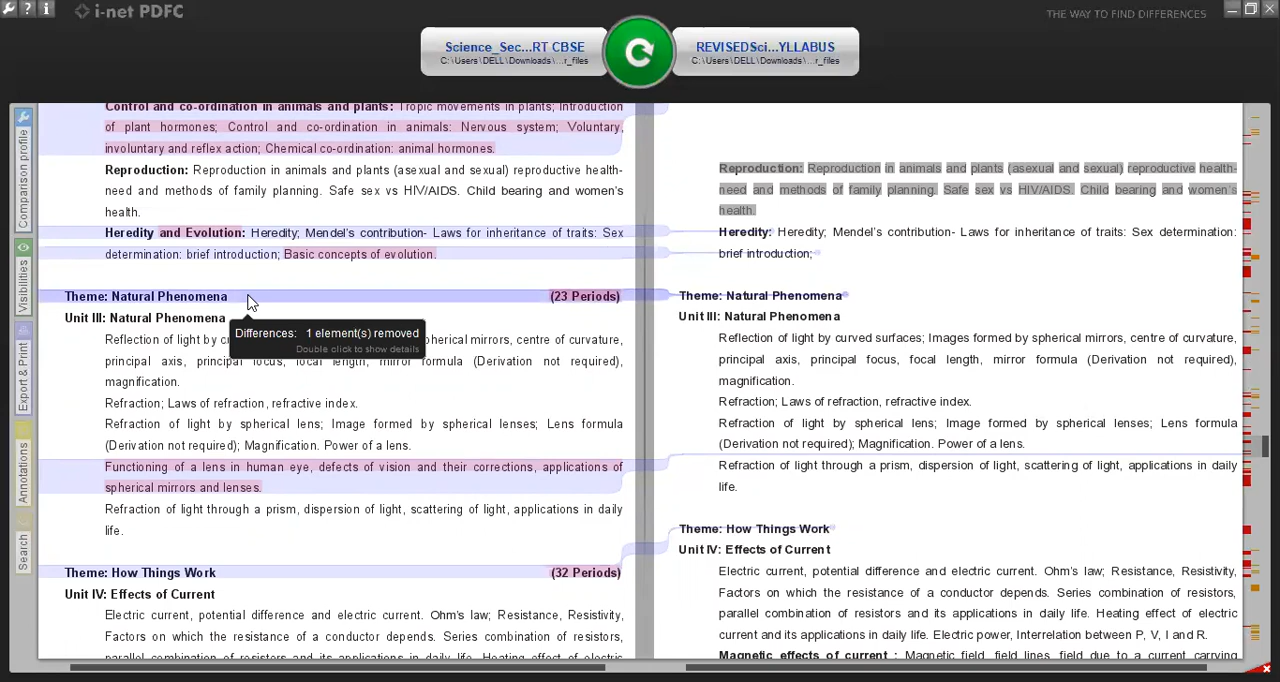 i-net PDFC
THE WAY TO FIND DIFFERENCES
Science_Sec...RT CBSE
C:\Users\DELL\Downloads\...r_files
REVISEDSci...YLLABUS
C:\Users\DELL\Downloads\...r_files
Comparison profile
Visibilities
Export & Print
Annotations
Search
Control and co-ordination in animals and plants: Tropic movements in plants; Introduction
of plant hormones; Control and co-ordination in animals: Nervous system; Voluntary,
involuntary and reflex action; Chemical co-ordination: animal hormones.
Reproduction: Reproduction in animals and plants (asexual and sexual) reproductive health-
need and methods of family planning. Safe sex vs HIV/AIDS. Child bearing and women's
health.
Heredity and Evolution: Heredity; Mendel's contribution- Laws for inheritance of traits: Sex
determination: brief introduction; Basic concepts of evolution.
Theme: Natural Phenomena (23 Periods)
Unit III: Natural Phenomena
Differences: 1 element(s) removed
Double click to show details
Reflection of light by cu pherical mirrors, centre of curvature,
principal axis, principal focus, focal length, mirror formula (Derivation not required),
magnification.
Refraction; Laws of refraction, refractive index.
Refraction of light by spherical lens; Image formed by spherical lenses; Lens formula
(Derivation not required); Magnification. Power of a lens.
Functioning of a lens in human eye, defects of vision and their corrections, applications of
spherical mirrors and lenses.
Refraction of light through a prism, dispersion of light, scattering of light, applications in daily
life.
Theme: How Things Work (32 Periods)
Unit IV: Effects of Current
Electric current, potential difference and electric current. Ohm's law; Resistance, Resistivity,
Factors on which the resistance of a conductor depends. Series combination of resistors,
parallel combination of resistors and its applications in daily life. Heating effect of electric
Reproduction: Reproduction in animals and plants (asexual and sexual) reproductive health-
need and methods of family planning. Safe sex vs HIV/AIDS. Child bearing and women's
health.
Heredity: Heredity; Mendel's contribution- Laws for inheritance of traits: Sex determination:
brief introduction;
Theme: Natural Phenomena
Unit III: Natural Phenomena
Reflection of light by curved surfaces; Images formed by spherical mirrors, centre of curvature,
principal axis, principal focus, focal length, mirror formula (Derivation not required),
magnification.
Refraction; Laws of refraction, refractive index.
Refraction of light by spherical lens; Image formed by spherical lenses; Lens formula
(Derivation not required); Magnification. Power of a lens.
Refraction of light through a prism, dispersion of light, scattering of light, applications in daily
life.
Theme: How Things Work
Unit IV: Effects of Current
Electric current, potential difference and electric current. Ohm's law; Resistance, Resistivity,
Factors on which the resistance of a conductor depends. Series combination of resistors,
parallel combination of resistors and its applications in daily life. Heating effect of electric
current and its applications in daily life. Electric power, Interrelation between P, V, I and R.
Magnetic effects of current : Magnetic field, field lines, field due to a current carrying